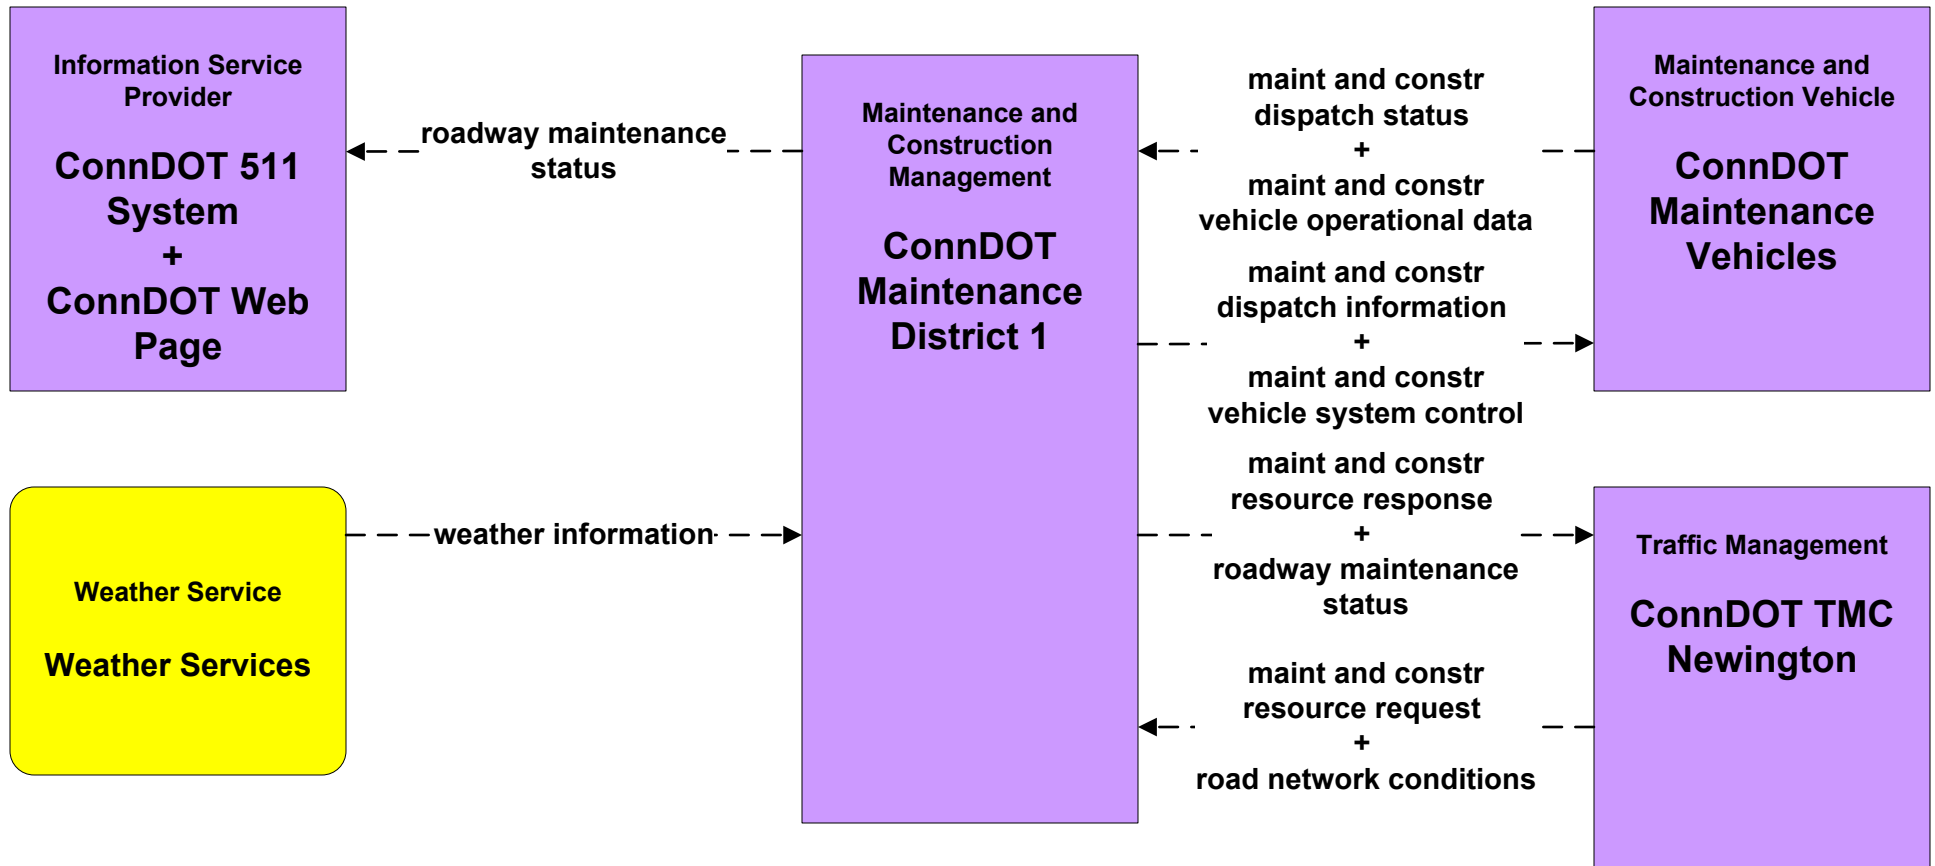 Information Service
Provider
ConnDOT 511
System
+
ConnDOT Web
Page
roadway maintenance
status
Weather Service
Weather Services
weather information
Maintenance and
Construction
Management
ConnDOT
Maintenance
District 1
maint and constr
dispatch status
+
maint and constr
vehicle operational data
maint and constr
dispatch information
+
maint and constr
vehicle system control
maint and constr
resource response
+
roadway maintenance
status
maint and constr
resource request
+
road network conditions
Maintenance and
Construction Vehicle
ConnDOT
Maintenance
Vehicles
Traffic Management
ConnDOT TMC
Newington